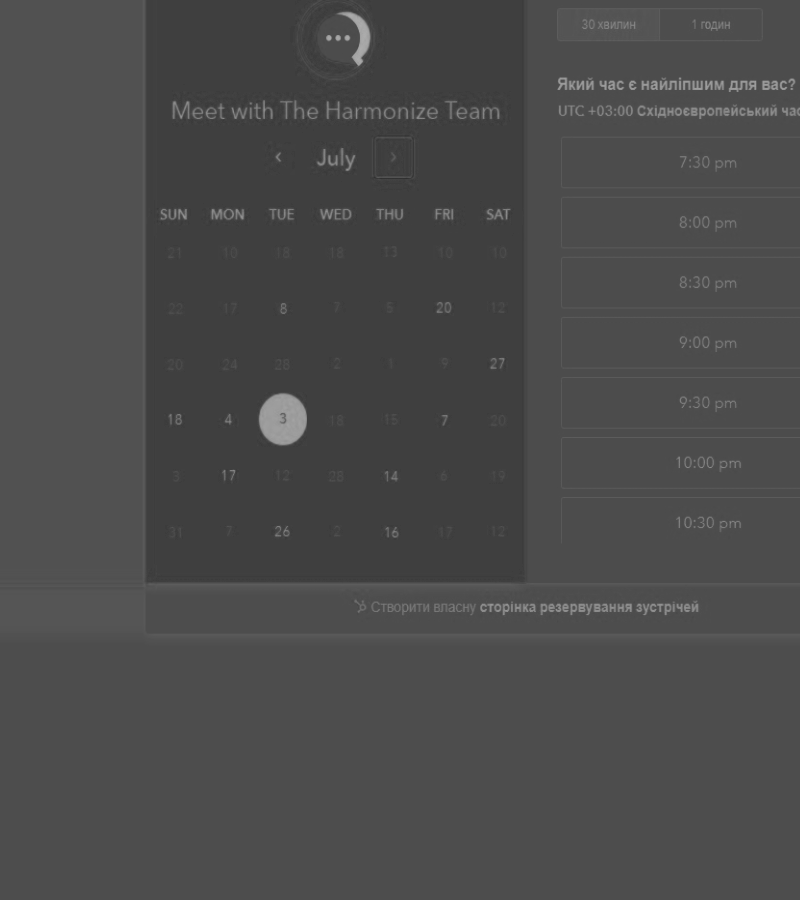 30 хвилин 1 годин
Який час є найліпшим для вас?
UTC +03:00 Східноєвропейський час
Meet with The Harmonize Team
‹ July ›
SUN MON TUE WED THU FRI SAT
21 10 18 18 13 10 10
22 17 8 7 5 20 12
20 24 28 2 1 9 27
18 4 3 18 15 7 20
3 17 12 28 14 6 19
31 7 26 2 16 17 12
7:30 pm
8:00 pm
8:30 pm
9:00 pm
9:30 pm
10:00 pm
10:30 pm
Створити власну сторінка резервування зустрічей